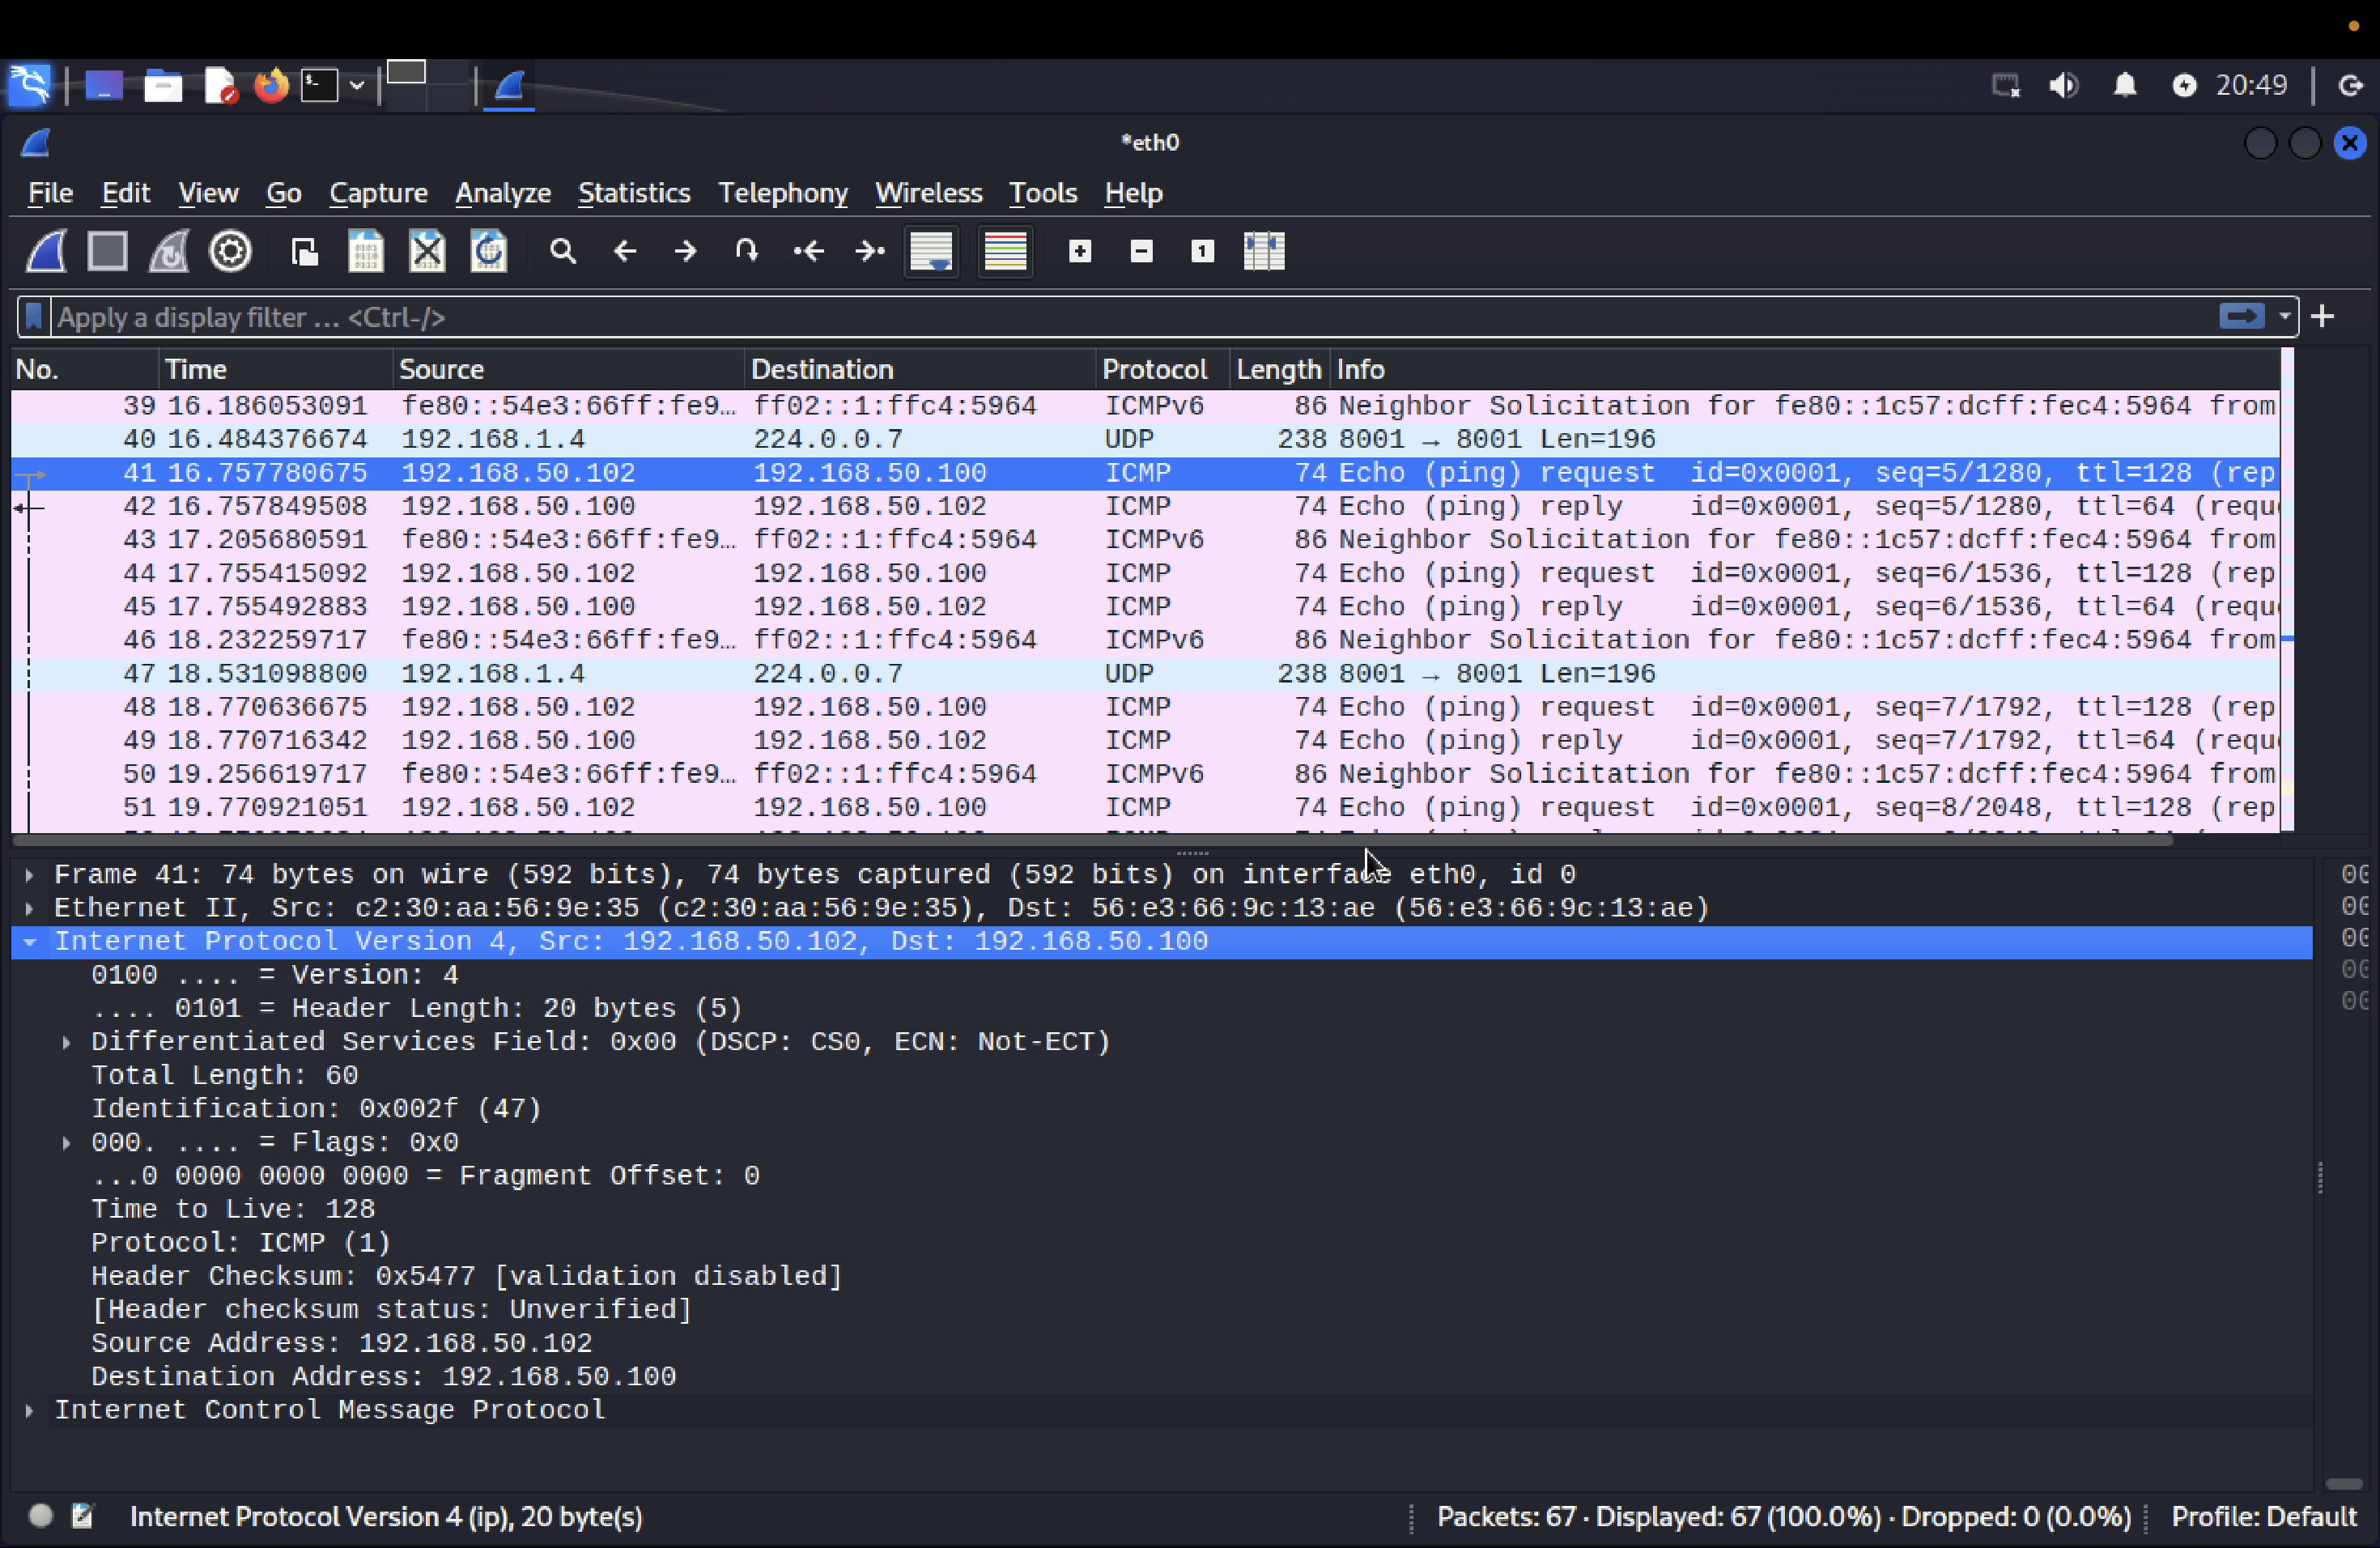 20:49
*eth0
File Edit View Go Capture Analyze Statistics Telephony Wireless Tools Help
Apply a display filter ... <Ctrl-/>
No. Time Source Destination Protocol Length Info
39 16.186053091 fe80::54e3:66ff:fe9… ff02::1:ffc4:5964 ICMPv6 86 Neighbor Solicitation for fe80::1c57:dcff:fec4:5964 from
40 16.484376674 192.168.1.4 224.0.0.7 UDP 238 8001 → 8001 Len=196
41 16.757780675 192.168.50.102 192.168.50.100 ICMP 74 Echo (ping) request id=0x0001, seq=5/1280, ttl=128 (rep
42 16.757849508 192.168.50.100 192.168.50.102 ICMP 74 Echo (ping) reply id=0x0001, seq=5/1280, ttl=64 (requ
43 17.205680591 fe80::54e3:66ff:fe9… ff02::1:ffc4:5964 ICMPv6 86 Neighbor Solicitation for fe80::1c57:dcff:fec4:5964 from
44 17.755415092 192.168.50.102 192.168.50.100 ICMP 74 Echo (ping) request id=0x0001, seq=6/1536, ttl=128 (rep
45 17.755492883 192.168.50.100 192.168.50.102 ICMP 74 Echo (ping) reply id=0x0001, seq=6/1536, ttl=64 (requ
46 18.232259717 fe80::54e3:66ff:fe9… ff02::1:ffc4:5964 ICMPv6 86 Neighbor Solicitation for fe80::1c57:dcff:fec4:5964 from
47 18.531098800 192.168.1.4 224.0.0.7 UDP 238 8001 → 8001 Len=196
48 18.770636675 192.168.50.102 192.168.50.100 ICMP 74 Echo (ping) request id=0x0001, seq=7/1792, ttl=128 (rep
49 18.770716342 192.168.50.100 192.168.50.102 ICMP 74 Echo (ping) reply id=0x0001, seq=7/1792, ttl=64 (requ
50 19.256619717 fe80::54e3:66ff:fe9… ff02::1:ffc4:5964 ICMPv6 86 Neighbor Solicitation for fe80::1c57:dcff:fec4:5964 from
51 19.770921051 192.168.50.102 192.168.50.100 ICMP 74 Echo (ping) request id=0x0001, seq=8/2048, ttl=128 (rep
Frame 41: 74 bytes on wire (592 bits), 74 bytes captured (592 bits) on interface eth0, id 0
Ethernet II, Src: c2:30:aa:56:9e:35 (c2:30:aa:56:9e:35), Dst: 56:e3:66:9c:13:ae (56:e3:66:9c:13:ae)
Internet Protocol Version 4, Src: 192.168.50.102, Dst: 192.168.50.100
0100 .... = Version: 4
.... 0101 = Header Length: 20 bytes (5)
Differentiated Services Field: 0x00 (DSCP: CS0, ECN: Not-ECT)
Total Length: 60
Identification: 0x002f (47)
000. .... = Flags: 0x0
...0 0000 0000 0000 = Fragment Offset: 0
Time to Live: 128
Protocol: ICMP (1)
Header Checksum: 0x5477 [validation disabled]
[Header checksum status: Unverified]
Source Address: 192.168.50.102
Destination Address: 192.168.50.100
Internet Control Message Protocol
Internet Protocol Version 4 (ip), 20 byte(s)
Packets: 67 · Displayed: 67 (100.0%) · Dropped: 0 (0.0%)
Profile: Default